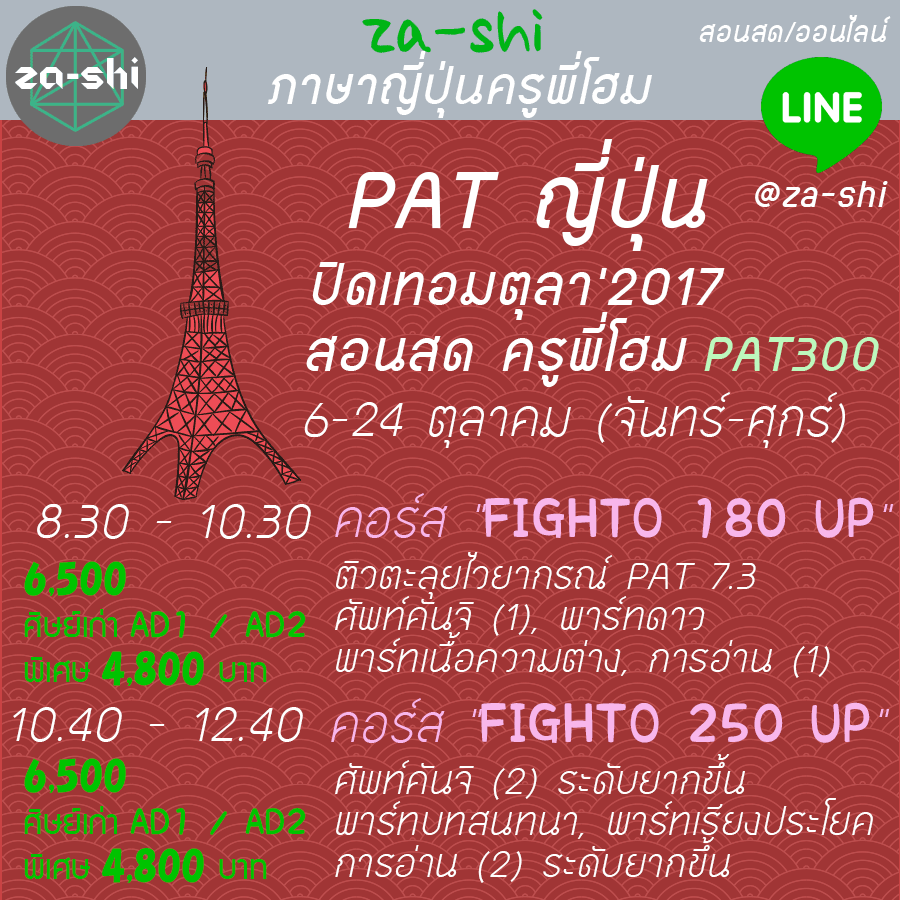 za-shi
za-shi
สอนสด/ออนไลน์
ภาษาญี่ปุ่นครูพี่โฮม
LINE
@za-shi
PAT ญี่ปุ่น
ปิดเทอมตุลา'2017
สอนสด ครูพี่โฮม PAT300
6-24 ตุลาคม (จันทร์-ศุกร์)
8.30 - 10.30 คอร์ส "FIGHTO 180 UP"
6,500
ศิษย์เก่า AD1 / AD2
พิเศษ 4,800 บาท
ติวตะลุยไวยากรณ์ PAT 7.3
ศัพท์คันจิ (1), พาร์ทดาว
พาร์ทเนื้อความต่าง, การอ่าน (1)
10.40 - 12.40 คอร์ส "FIGHTO 250 UP"
6,500
ศิษย์เก่า AD1 / AD2
พิเศษ 4,800 บาท
ศัพท์คันจิ (2) ระดับยากขึ้น
พาร์ทบทสนทนา, พาร์ทเรียงประโยค
การอ่าน (2) ระดับยากขึ้น